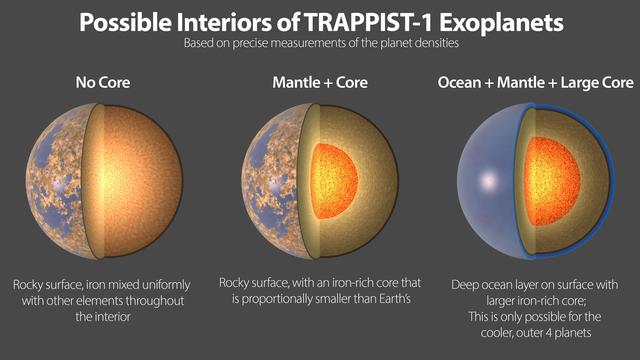 Possible Interiors of TRAPPIST-1 Exoplanets
Based on precise measurements of the planet densities
No Core
Rocky surface, iron mixed uniformly
with other elements throughout
the interior
Mantle + Core
Rocky surface, with an iron-rich core that
is proportionally smaller than Earth's
Ocean + Mantle + Large Core
Deep ocean layer on surface with
larger iron-rich core;
This is only possible for the
cooler, outer 4 planets